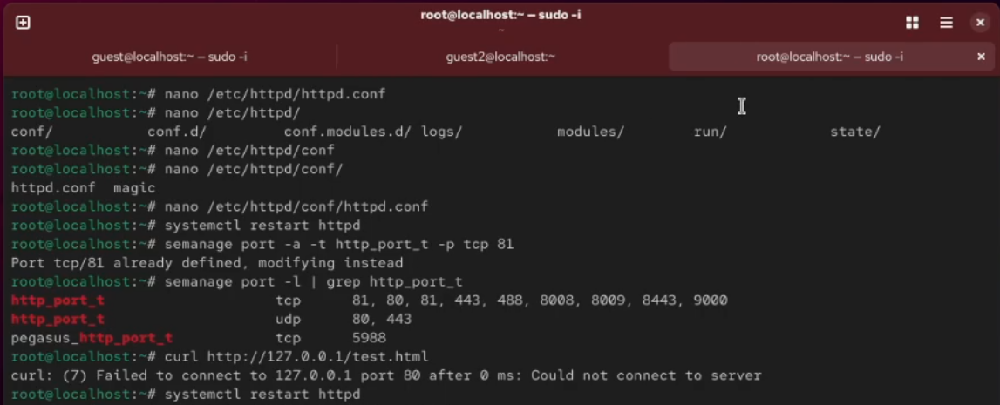 root@localhost:~ — sudo -i
~
guest@localhost:~ — sudo -i
guest2@localhost:~
root@localhost:~ — sudo -i
root@localhost:~# nano /etc/httpd/httpd.conf
root@localhost:~# nano /etc/httpd/
conf/ conf.d/ conf.modules.d/ logs/ modules/ run/ state/
root@localhost:~# nano /etc/httpd/conf
root@localhost:~# nano /etc/httpd/conf/
httpd.conf magic
root@localhost:~# nano /etc/httpd/conf/httpd.conf
root@localhost:~# systemctl restart httpd
root@localhost:~# semanage port -a -t http_port_t -p tcp 81
Port tcp/81 already defined, modifying instead
root@localhost:~# semanage port -l | grep http_port_t
http_port_t tcp 81, 80, 81, 443, 488, 8008, 8009, 8443, 9000
http_port_t udp 80, 443
pegasus_http_port_t tcp 5988
root@localhost:~# curl http://127.0.0.1/test.html
curl: (7) Failed to connect to 127.0.0.1 port 80 after 0 ms: Could not connect to server
root@localhost:~# systemctl restart httpd